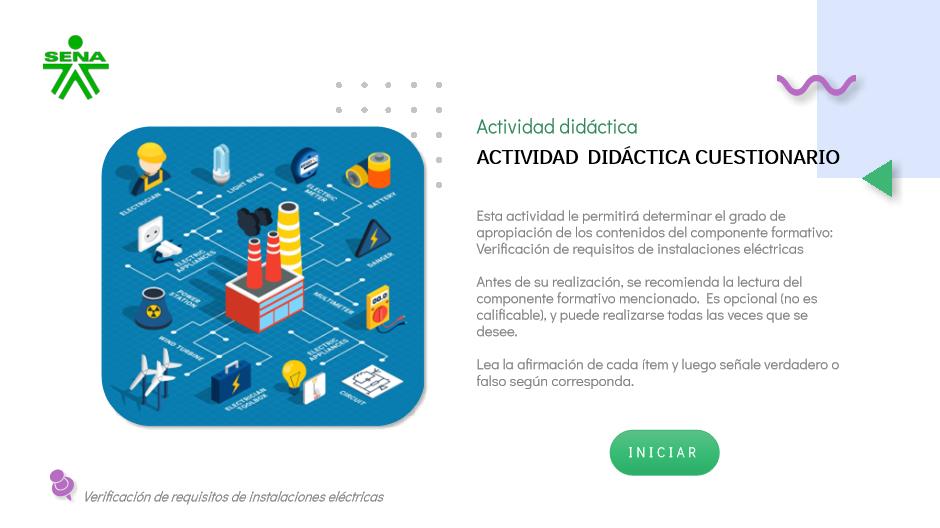 SENA
Actividad didáctica
ACTIVIDAD DIDÁCTICA CUESTIONARIO
Esta actividad le permitirá determinar el grado de
apropiación de los contenidos del componente formativo:
Verificación de requisitos de instalaciones eléctricas
Antes de su realización, se recomienda la lectura del
componente formativo mencionado. Es opcional (no es
calificable), y puede realizarse todas las veces que se
desee.
Lea la afirmación de cada ítem y luego señale verdadero o
falso según corresponda.
INICIAR
ELECTRICIAN
LIGHT BULB
ELECTRIC
METER
BATTERY
ELECTRIC
APPLIANCES
DANGER
POWER
STATION
MULTIMETER
00.0
WIND TURBINE
ELECTRIC
APPLIANCES
ELECTRICIAN
TOOLBOX
CIRCUIT
Verificación de requisitos de instalaciones eléctricas